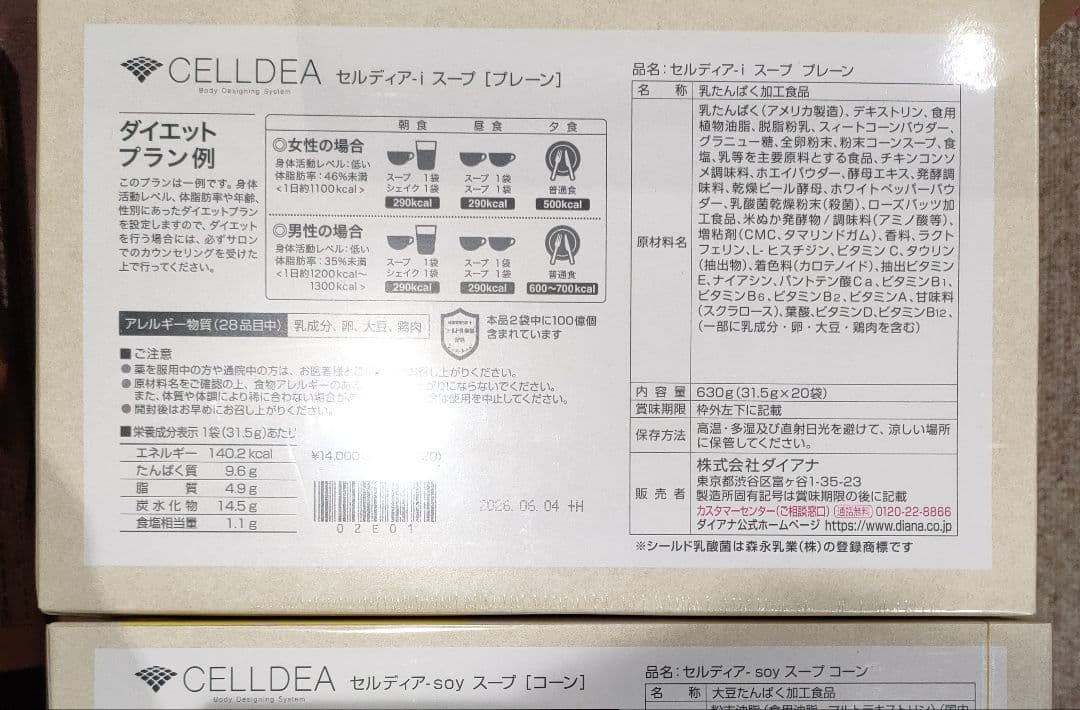 CELLDEA セルディア-i スープ [プレーン]
Body Designing System
ダイエット
プラン例
このプランは一例です。身体
活動レベル、体脂肪率や年齢、
性別にあったダイエットプラン
を設定しますので、ダイエット
を行う場合には、必ずサロン
でのカウンセリングを受けた
上で行ってください。
朝食 昼食 夕食
◎女性の場合
身体活動レベル:低い
体脂肪率:46%未満
<1日約1100kcal>
スープ 1袋
シェイク 1袋
290kcal
スープ 1袋
スープ 1袋
290kcal
普通食
500kcal
◎男性の場合
身体活動レベル:低い
体脂肪率:35%未満
<1日約1200kcal~
1300kcal>
スープ 1袋
シェイク 1袋
290kcal
スープ 1袋
スープ 1袋
290kcal
普通食
600~700kcal
アレルギー物質(28品目中) 乳成分、卵、大豆、鶏肉
本品2袋中に100億個
含まれています
■ご注意
●薬を服用中の方や通院中の方は、お医者様とご 召し上がりください。
●原材料名をご確認の上、食物アレルギーのある がりにならないでください。
また、体質や体調により稀に合わない場合が は使用を中止してください。
●開封後はお早めにお召し上がりください。
■栄養成分表示 1袋(31.5g)あたり
エネルギー 140.2kcal
たんぱく質 9.6g
脂質 4.9g
炭水化物 14.5g
食塩相当量 1.1g
¥14,000
02E01
2026.06.04 +H
品名:セルディア-i スープ プレーン
名称 乳たんぱく加工食品
原材料名
乳たんぱく(アメリカ製造)、デキストリン、食用
植物油脂、脱脂粉乳、スィートコーンパウダー、
グラニュー糖、全卵粉末、粉末コーンスープ、食
塩、乳等を主要原料とする食品、チキンコンソ
メ調味料、ホエイパウダー、酵母エキス、発酵調
味料、乾燥ビール酵母、ホワイトペッパーパウ
ダー、乳酸菌乾燥粉末(殺菌)、ローズパッツ加
工食品、米ぬか発酵物/調味料(アミノ酸等)、
増粘剤(CMC、タマリンドガム)、香料、ラクト
フェリン、L-ヒスチジン、ビタミンC、タウリン
(抽出物)、着色料(カロテノイド)、抽出ビタミン
E、ナイアシン、パントテン酸Ca、ビタミンB1、
ビタミンB6、ビタミンB2、ビタミンA、甘味料
(スクラロース)、葉酸、ビタミンD、ビタミンB12、
(一部に乳成分・卵・大豆・鶏肉を含む)
内容量 630g(31.5g×20袋)
賞味期限 枠外左下に記載
保存方法 高温・多湿及び直射日光を避けて、涼しい場所
に保管してください。
販売者
株式会社ダイアナ
東京都渋谷区富ヶ谷1-35-23
製造所固有記号は賞味期限の後に記載
カスタマーセンター(ご相談窓口) 通話無料 0120-22-8866
ダイアナ公式ホームページ https://www.diana.co.jp
※シールド乳酸菌は森永乳業(株)の登録商標です
CELLDEA セルディア-soy スープ [コーン]
Body Designing System
品名:セルディア-soy スープ コーン
名称 大豆たんぱく加工食品